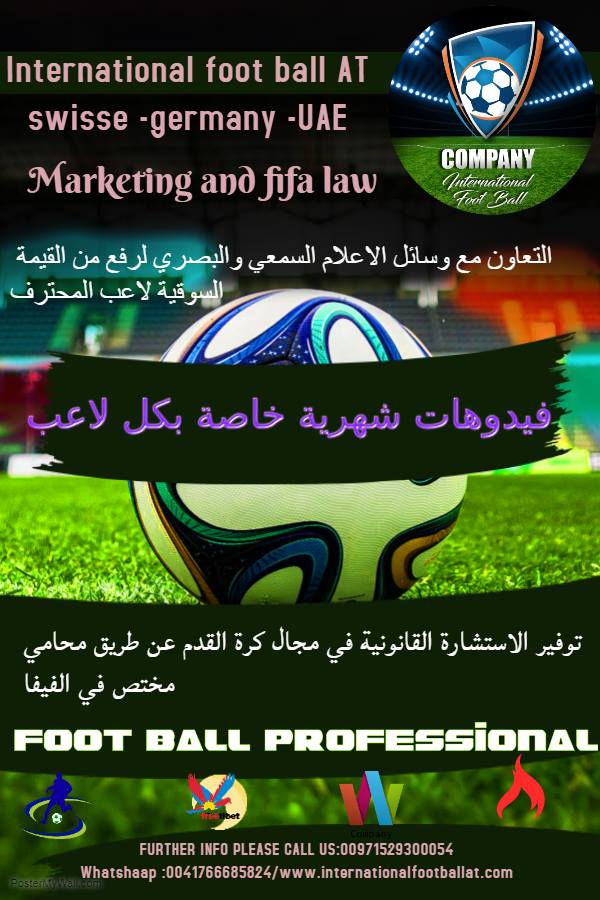 International foot ball AT
swisse -germany -UAE
Marketing and fifa law
COMPANY
International
Foot Ball
التعاون مع وسائل الاعلام السمعي والبصري لرفع من القيمة
السوقية لاعب المحترف
فيدوهات شهرية خاصة بكل لاعب
توفير الاستشارة القانونية في مجال كرة القدم عن طريق محامي
مختص في الفيفا
FOOT BALL PROFESSIONAL
Company
FURTHER INFO PLEASE CALL US:00971529300054
Whatshaap :0041766685824/www.internationalfootballat.com
PosterMyWall.com